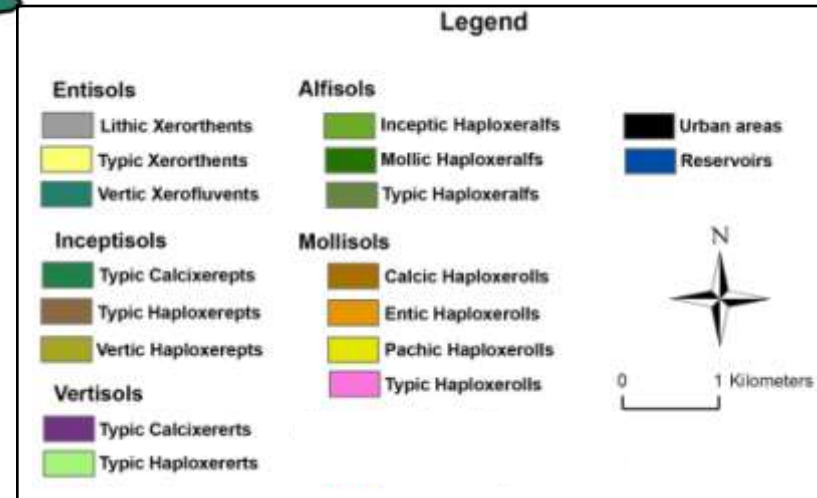 Legend
Entisols
Lithic Xerorthents
Typic Xerorthents
Vertic Xerofluvents
Inceptisols
Typic Calcixerepts
Typic Haploxerepts
Vertic Haploxerepts
Vertisols
Typic Calcixererts
Typic Haploxererts
Alfisols
Inceptic Haploxeralfs
Mollic Haploxeralfs
Typic Haploxeralfs
Mollisols
Calcic Haploxerolls
Entic Haploxerolls
Pachic Haploxerolls
Typic Haploxerolls
Urban areas
Reservoirs
N
0 1 Kilometers